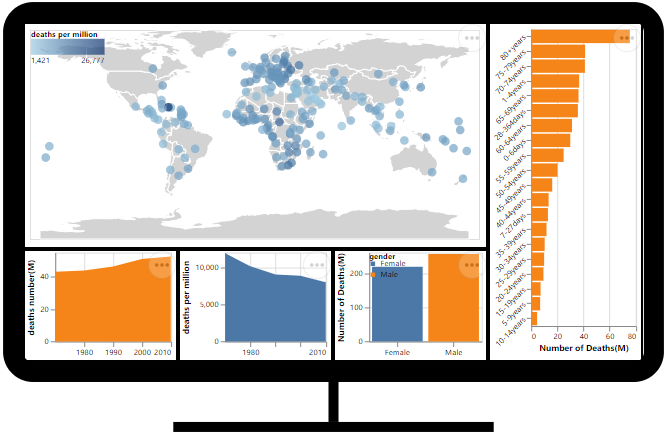 deaths per million
1,421 26,777
deaths number(M)
40
20
0
1980 1990 2000 2010
deaths per million
10,000
5,000
0
1980 2010
Number of Deaths(M)
200
100
0
gender
Female
Male
Female Male
80+years
75-79years
70-74years
1-4years
65-69years
28-364days
60-64years
0-6days
55-59years
50-54years
45-49years
40-44years
7-27days
35-39years
30-34years
25-29years
20-24years
15-19years
5-9years
10-14years
0 20 40 60 80
Number of Deaths(M)